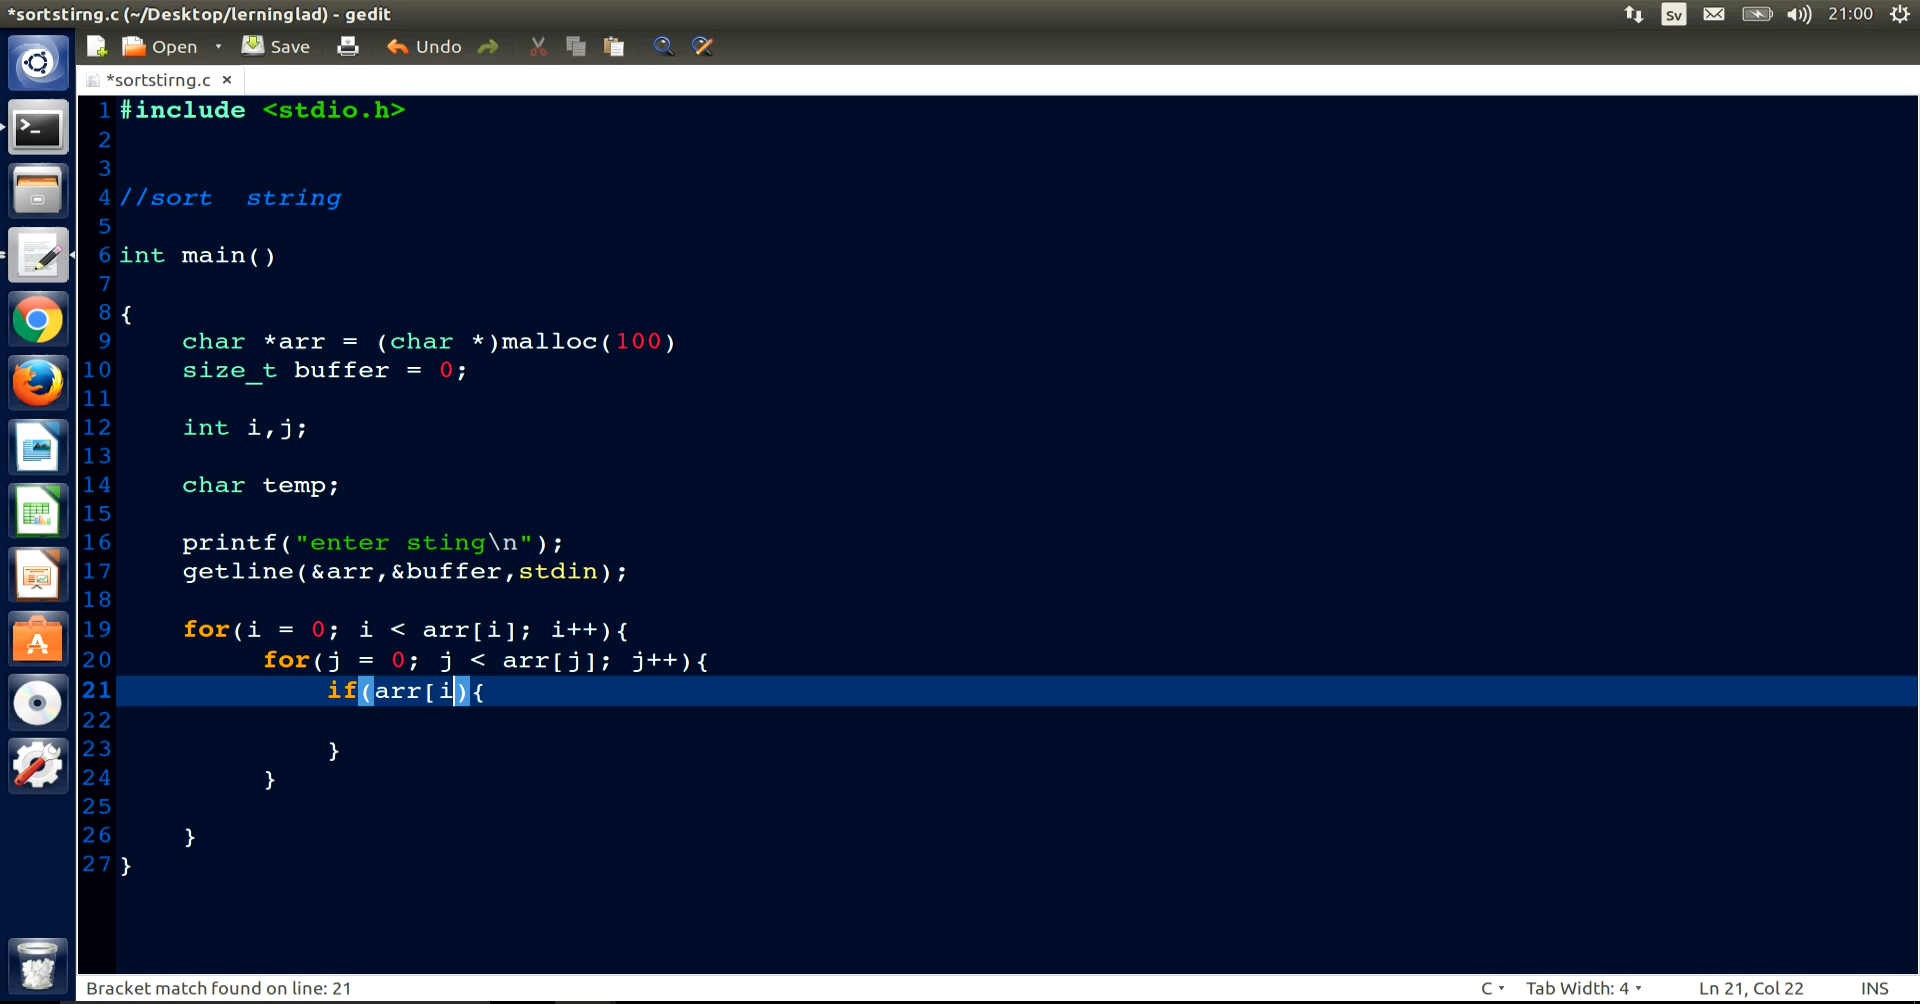 *sortstirng.c (~/Desktop/lerninglad) - gedit
Sv 21:00
Open Save Undo
*sortstirng.c ×
1 #include <stdio.h>
2
3
4 //sort  string
5
6 int main()
7
8 {
9 char *arr = (char *)malloc(100)
10 size_t buffer = 0;
11
12 int i,j;
13
14 char temp;
15
16 printf("enter sting\n");
17 getline(&arr,&buffer,stdin);
18
19 for(i = 0; i < arr[i]; i++){
20 for(j = 0; j < arr[j]; j++){
21 if(arr[i){
22
23 }
24 }
25
26 }
27 }
Bracket match found on line: 21 C Tab Width: 4 Ln 21, Col 22 INS